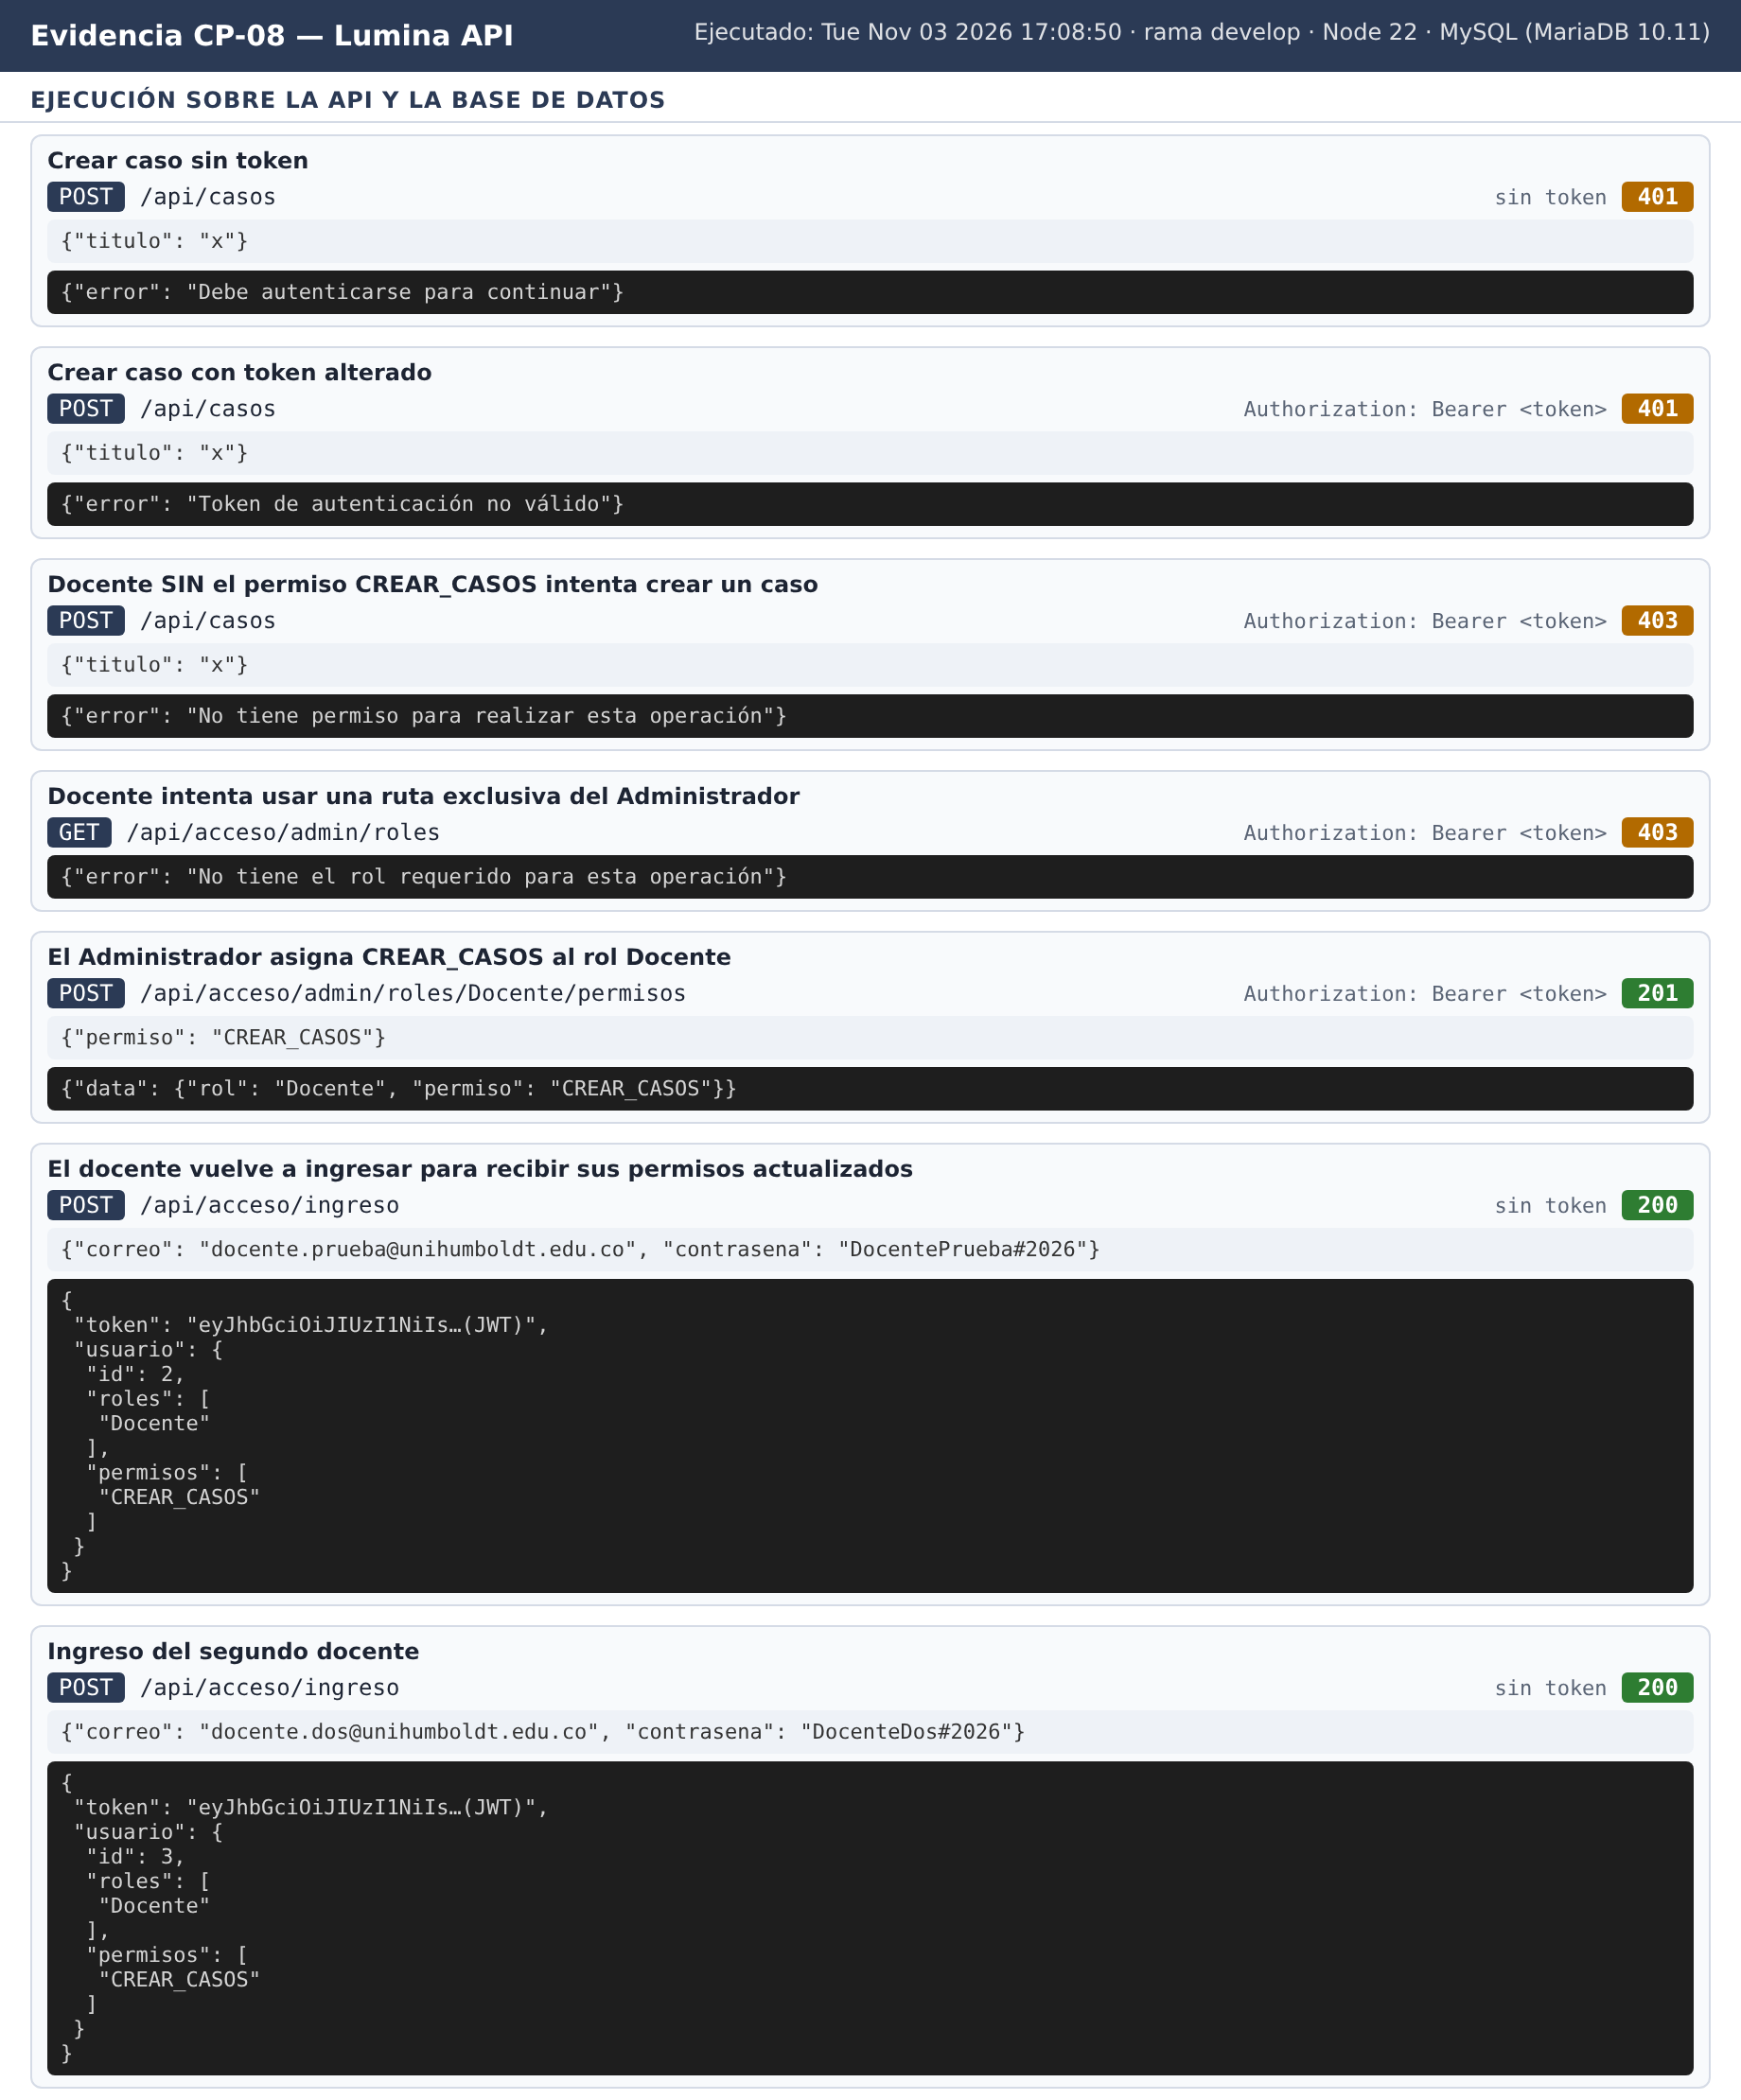 Evidencia CP-08 — Lumina API
Ejecutado: Tue Nov 03 2026 17:08:50 · rama develop · Node 22 · MySQL (MariaDB 10.11)
EJECUCIÓN SOBRE LA API Y LA BASE DE DATOS
Crear caso sin token
POST /api/casos sin token 401
{"titulo": "x"}
{"error": "Debe autenticarse para continuar"}
Crear caso con token alterado
POST /api/casos Authorization: Bearer <token> 401
{"titulo": "x"}
{"error": "Token de autenticación no válido"}
Docente SIN el permiso CREAR_CASOS intenta crear un caso
POST /api/casos Authorization: Bearer <token> 403
{"titulo": "x"}
{"error": "No tiene permiso para realizar esta operación"}
Docente intenta usar una ruta exclusiva del Administrador
GET /api/acceso/admin/roles Authorization: Bearer <token> 403
{"error": "No tiene el rol requerido para esta operación"}
El Administrador asigna CREAR_CASOS al rol Docente
POST /api/acceso/admin/roles/Docente/permisos Authorization: Bearer <token> 201
{"permiso": "CREAR_CASOS"}
{"data": {"rol": "Docente", "permiso": "CREAR_CASOS"}}
El docente vuelve a ingresar para recibir sus permisos actualizados
POST /api/acceso/ingreso sin token 200
{"correo": "docente.prueba@unihumboldt.edu.co", "contrasena": "DocentePrueba#2026"}
{
"token": "eyJhbGciOiJIUzI1NiIs…(JWT)",
"usuario": {
"id": 2,
"roles": [
"Docente"
],
"permisos": [
"CREAR_CASOS"
]
}
}
Ingreso del segundo docente
POST /api/acceso/ingreso sin token 200
{"correo": "docente.dos@unihumboldt.edu.co", "contrasena": "DocenteDos#2026"}
{
"token": "eyJhbGciOiJIUzI1NiIs…(JWT)",
"usuario": {
"id": 3,
"roles": [
"Docente"
],
"permisos": [
"CREAR_CASOS"
]
}
}